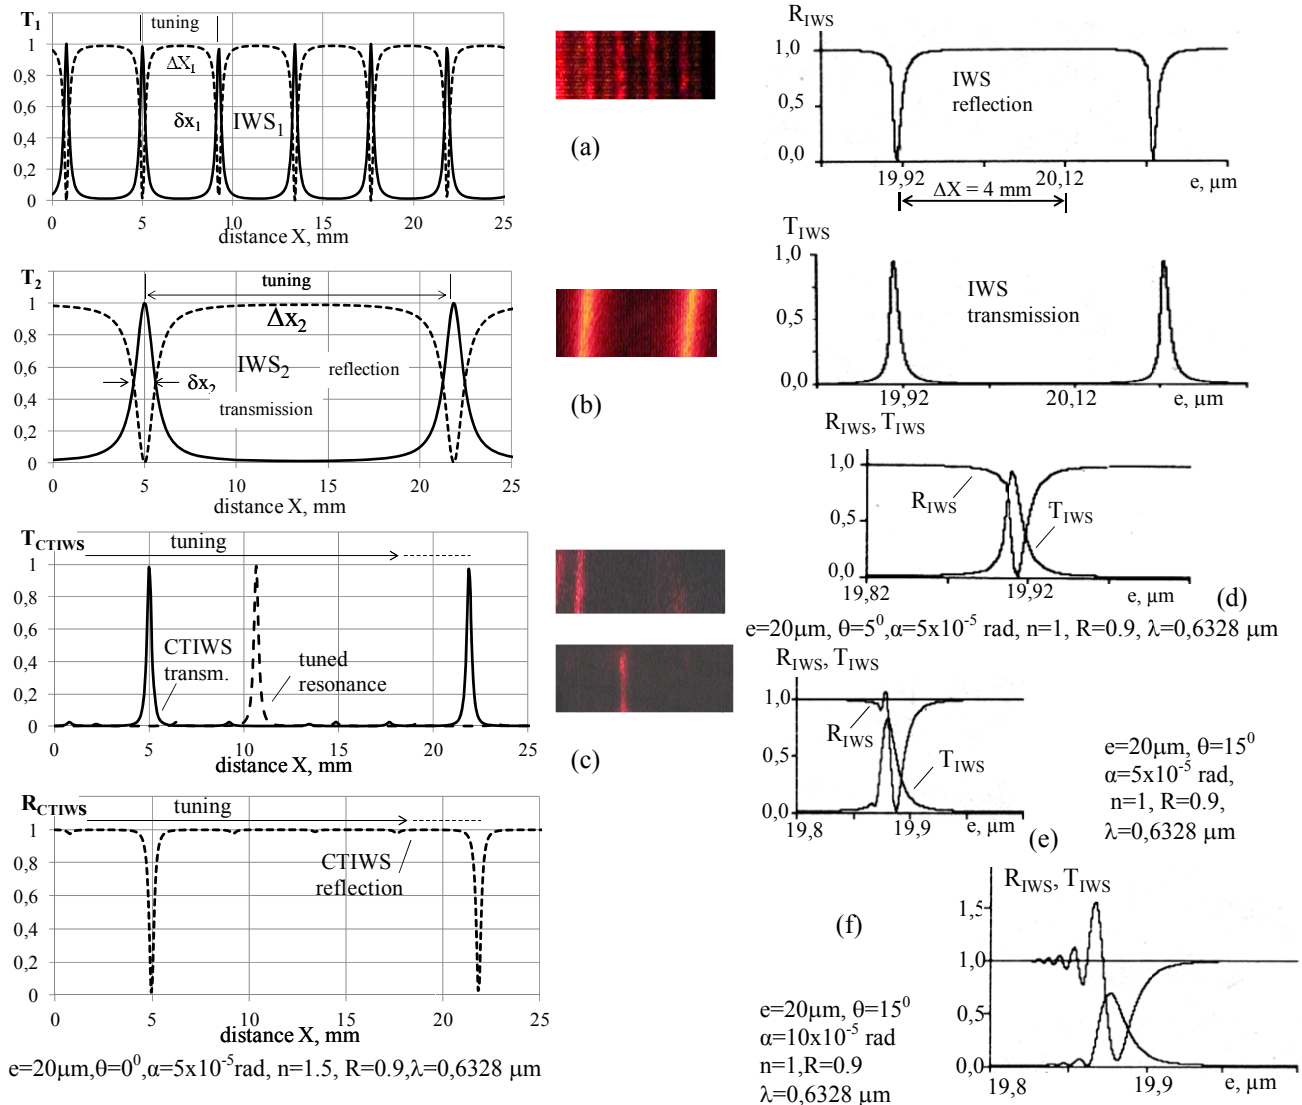 T1
tuning
1
0,8
0,6
0,4
0,2
0
ΔX1
δx1
IWS1
0 5 10 15 20 25
distance X, mm
(a)
RIWS
1,0
0,5
0,0
IWS
reflection
19,92 20,12 e, μm
ΔX = 4 mm
T2
tuning
1
0,8
0,6
0,4
0,2
0
Δx2
IWS2 reflection
δx2
transmission
0 5 10 15 20 25
distance X, mm
(b)
TIWS
1,0
0,5
0,0
IWS
transmission
19,92 20,12 e, μm
TCTIWS
tuning
1
0,8
0,6
0,4
0,2
0
CTIWS
transm.
tuned
resonance
0 5 10 15 20 25
distance X, mm
(c)
RIWS, TIWS
1,0
0,5
0,0
RIWS
TIWS
19,82 19,92 e, μm
(d)
e=20μm, θ=5⁰,α=5x10⁻⁵ rad, n=1, R=0.9, λ=0,6328 μm
RCTIWS
tuning
1
0,8
0,6
0,4
0,2
0
CTIWS
reflection
0 5 10 15 20 25
distance X, mm
e=20μm,θ=0⁰,α=5x10⁻⁵rad, n=1.5, R=0.9,λ=0,6328 μm
RIWS, TIWS
1,0
0,5
0,0
RIWS
TIWS
19,8 19,9 e, μm
(e)
e=20μm, θ=15⁰
α=5x10⁻⁵ rad,
n=1, R=0.9,
λ=0,6328 μm
RIWS, TIWS
1,5
1,0
0,5
0,0
19,8 19,9 e, μm
(f)
e=20μm, θ=15⁰
α=10x10⁻⁵ rad
n=1,R=0.9
λ=0,6328 μm